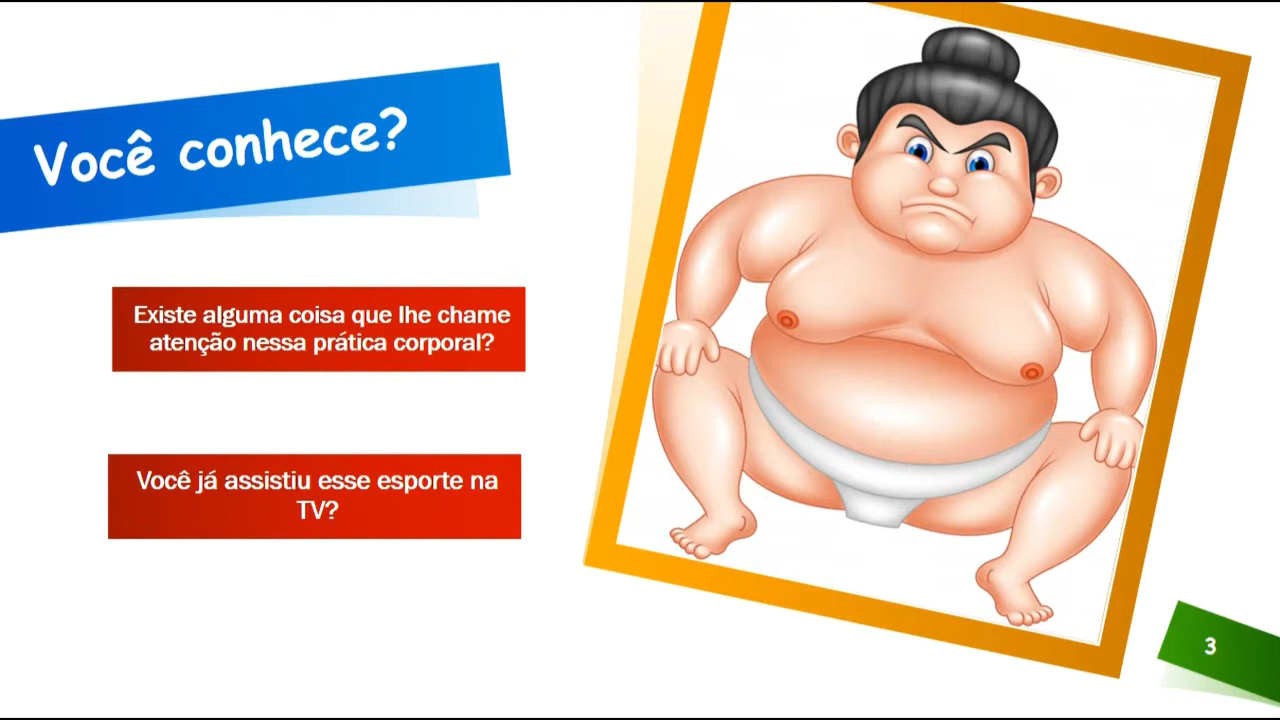 Você conhece?
Existe alguma coisa que lhe chame
atenção nessa prática corporal?
Você já assistiu esse esporte na
TV?
3